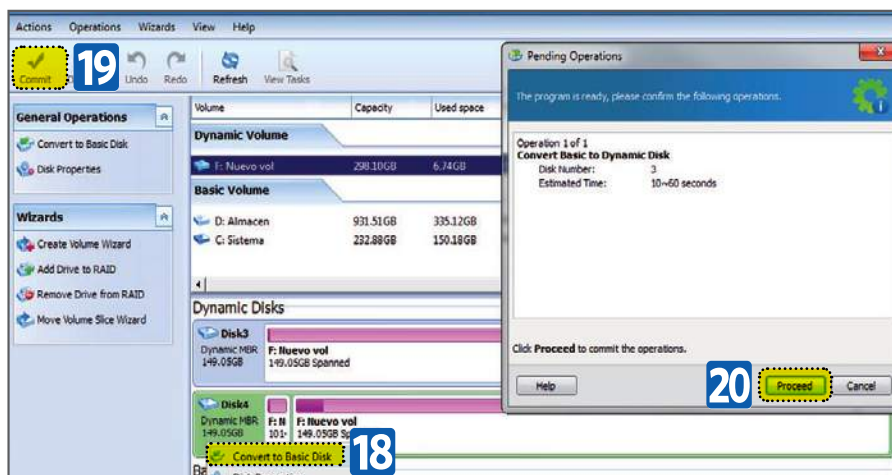 Actions Operations Wizards View Help
19
Commit Undo Redo Refresh View Tasks
General Operations
Convert to Basic Disk
Disk Properties
Wizards
Create Volume Wizard
Add Drive to RAID
Remove Drive from RAID
Move Volume Slice Wizard
Volume Capacity Used space
Dynamic Volume
F: Nuevo vol 298.10GB 6.74GB
Basic Volume
D: Almacen 931.51GB 335.12GB
C: Sistema 232.88GB 150.18GB
Dynamic Disks
Disk3
Dynamic MBR F: Nuevo vol
149.05GB 149.05GB Spanned
Disk4
Dynamic MBR F: N F: Nuevo vol
149.05GB 101 149.05GB Sp
Convert to Basic Disk 18
Ba
Pending Operations
The program is ready, please confirm the following operations.
Operation 1 of 1
Convert Basic to Dynamic Disk
Disk Number: 3
Estimated Time: 10~60 seconds
Click Proceed to commit the operations.
Help 20 Proceed Cancel